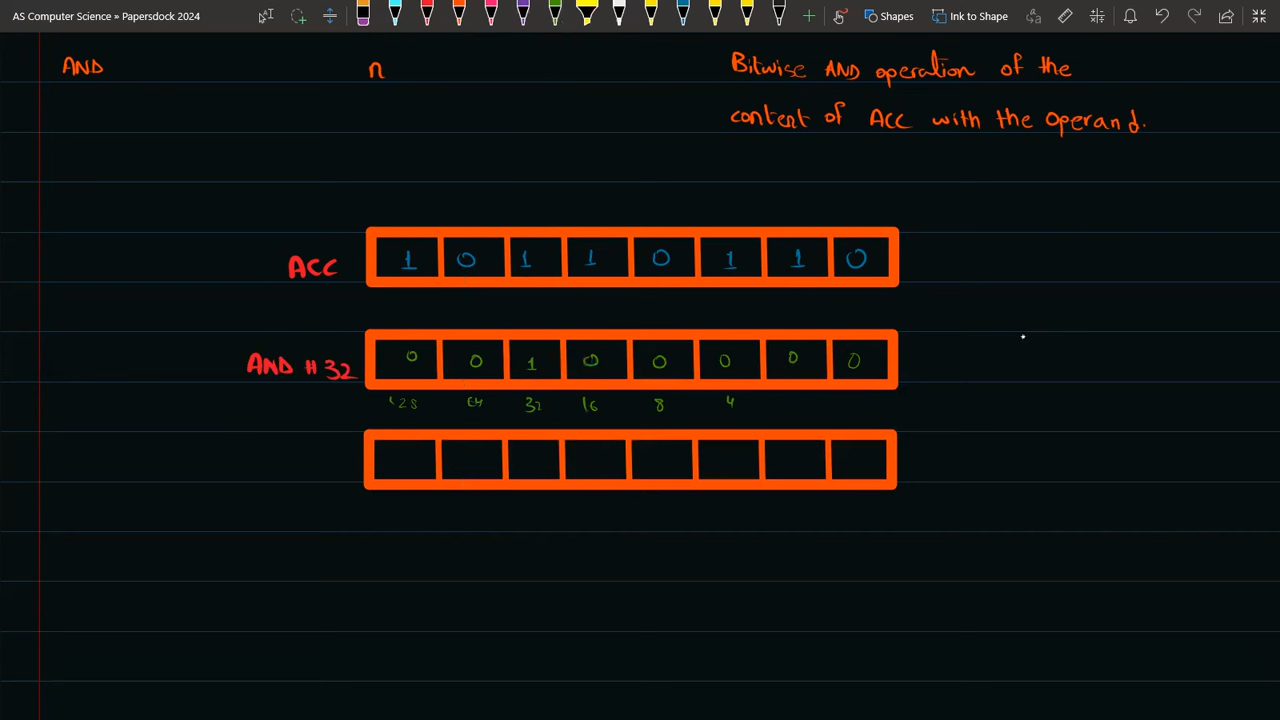 AS Computer Science » Papersdock 2024
Shapes
Ink to Shape
AND n Bitwise AND operation of the
content of ACC with the Operand.
ACC 1 0 1 1 0 1 1 0
AND #32 0 0 1 0 0 0 0 0
128 64 32 16 8 4